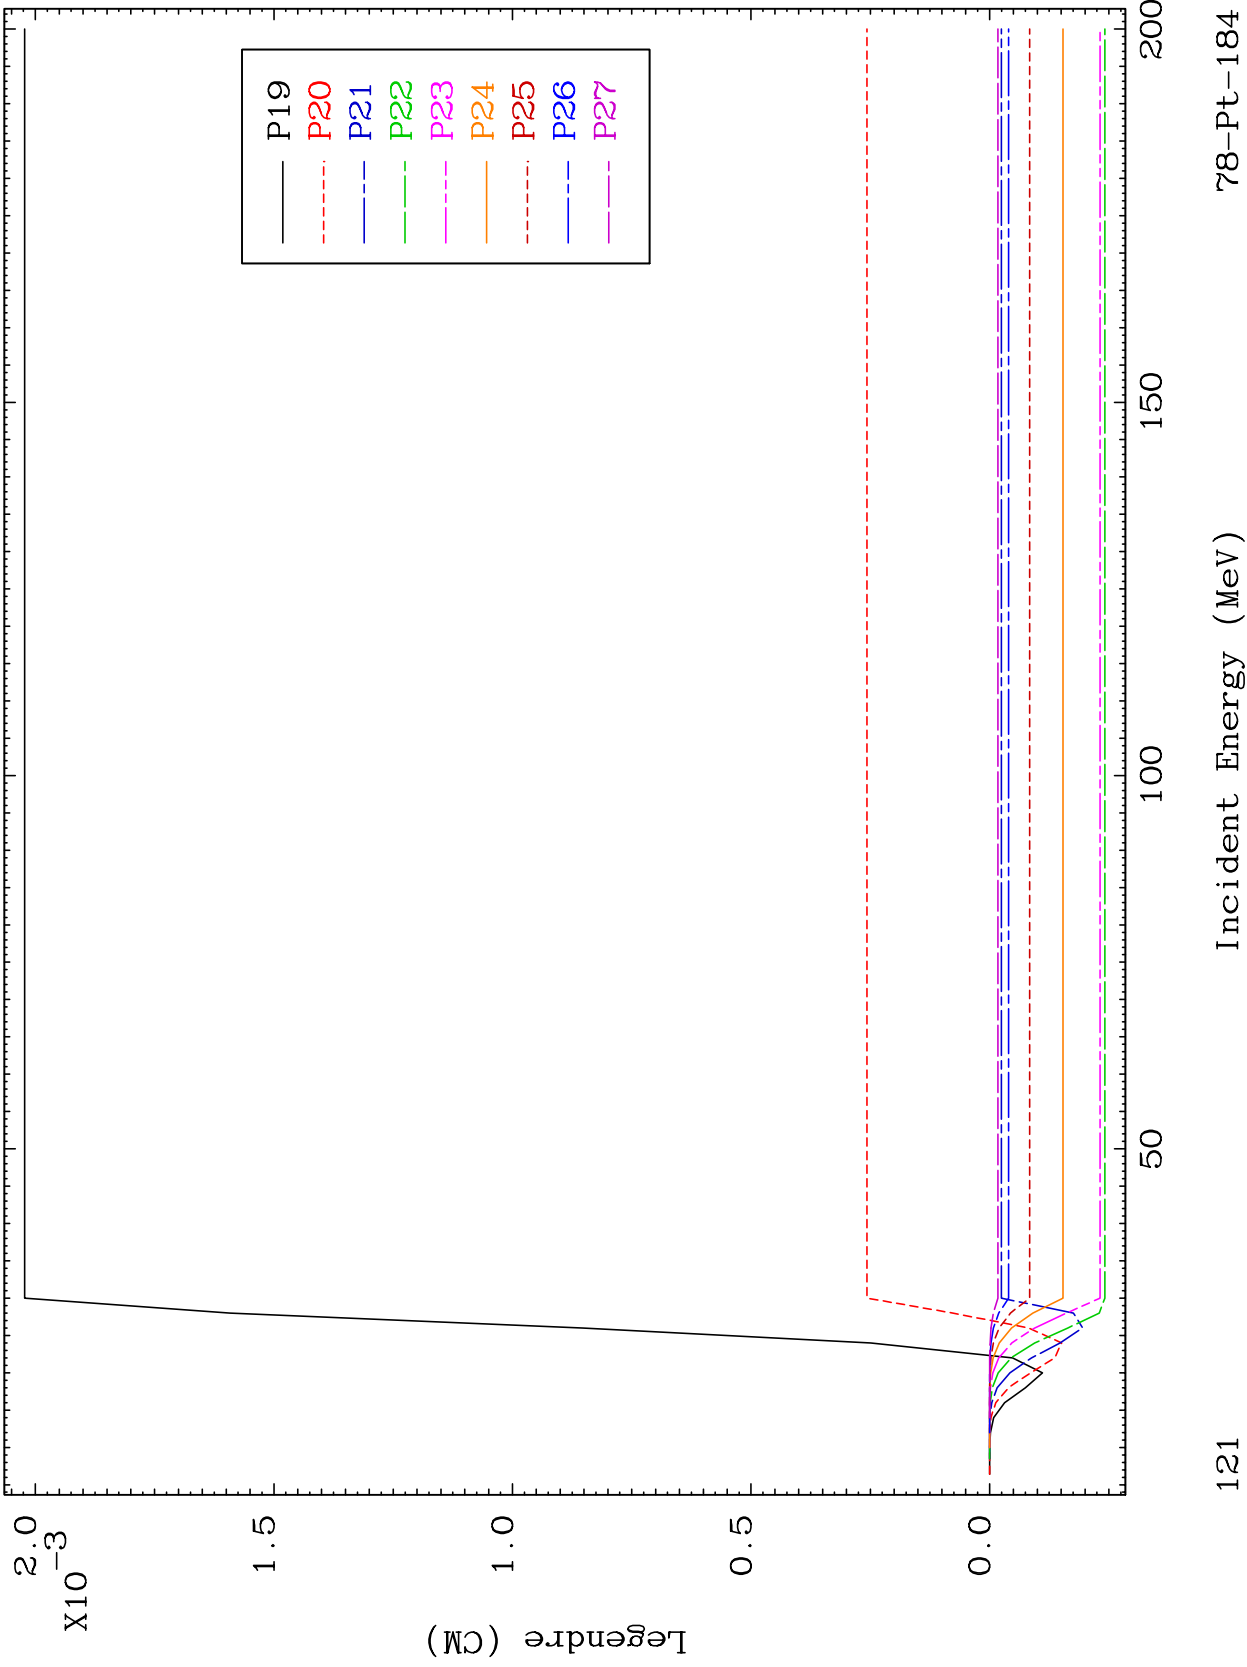 2.0
1.5
1.0
0.5
0.0
X10
-3
Legendre (CM)
P19
P20
P21
P22
P23
P24
P25
P26
P27
50
100
150
200
Incident Energy (MeV)
121
78-Pt-184